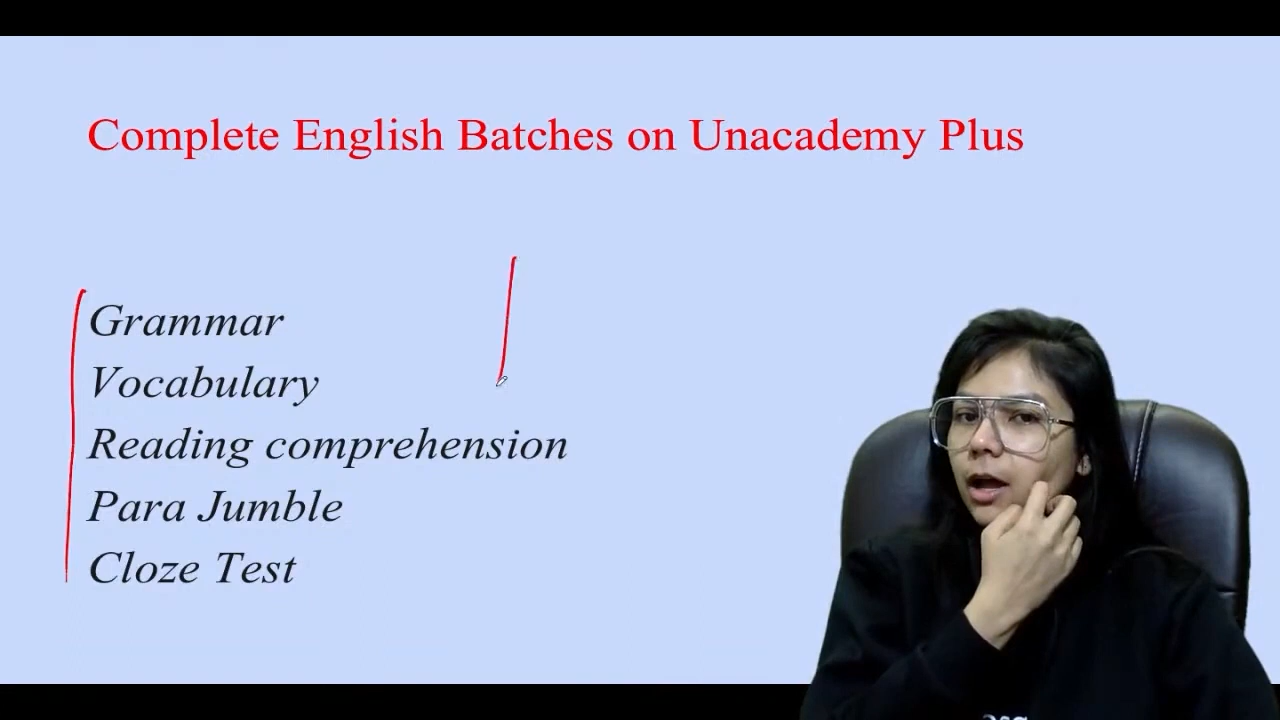 Complete English Batches on Unacademy Plus
Grammar
Vocabulary
Reading comprehension
Para Jumble
Cloze Test